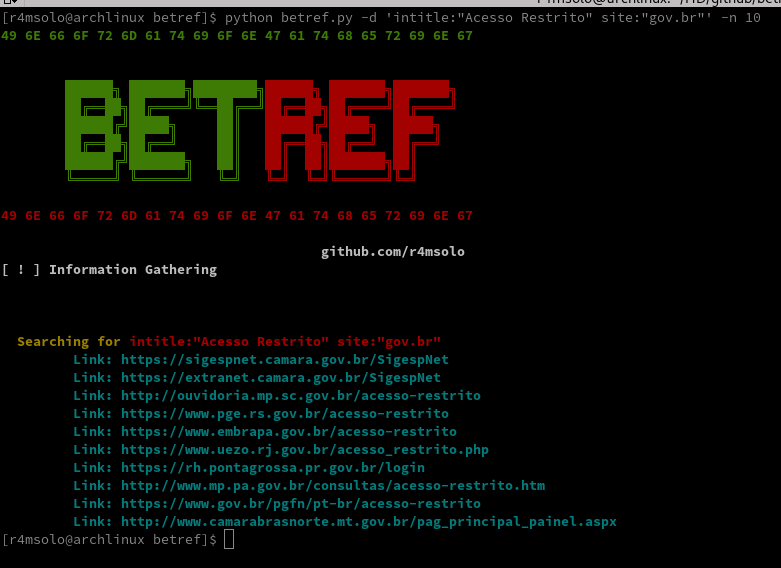 [r4msolo@archlinux betref]$ python betref.py -d 'intitle:"Acesso Restrito" site:"gov.br"' -n 10
49 6E 66 6F 72 6D 61 74 69 6F 6E 47 61 74 68 65 72 69 6E 67
BETREF
49 6E 66 6F 72 6D 61 74 69 6F 6E 47 61 74 68 65 72 69 6E 67
github.com/r4msolo
[ ! ] Information Gathering
Searching for intitle:"Acesso Restrito" site:"gov.br"
Link: https://sigespnet.camara.gov.br/SigespNet
Link: https://extranet.camara.gov.br/SigespNet
Link: http://ouvidoria.mp.sc.gov.br/acesso-restrito
Link: https://www.pge.rs.gov.br/acesso-restrito
Link: https://www.embrapa.gov.br/acesso-restrito
Link: https://www.uezo.rj.gov.br/acesso_restrito.php
Link: https://rh.pontagrossa.pr.gov.br/login
Link: http://www.mp.pa.gov.br/consultas/acesso-restrito.htm
Link: https://www.gov.br/pgfn/pt-br/acesso-restrito
Link: http://www.camarabrasnorte.mt.gov.br/pag_principal_painel.aspx
[r4msolo@archlinux betref]$